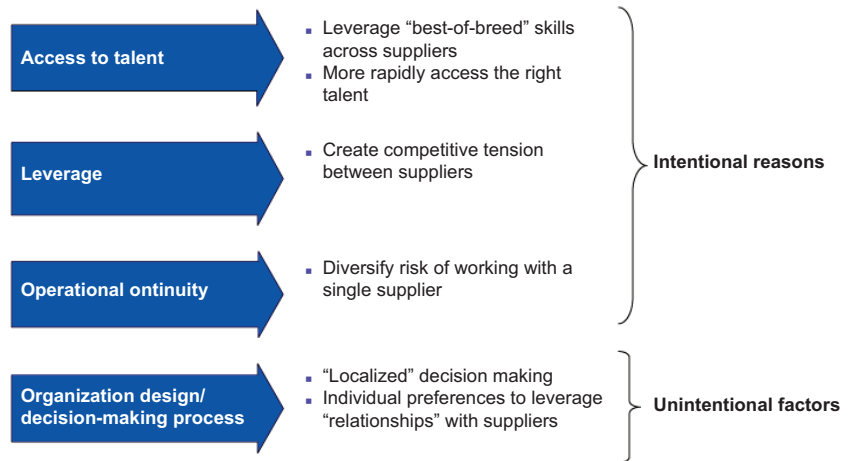 Access to talent
▪ Leverage “best-of-breed” skills
across suppliers
▪ More rapidly access the right
talent
Leverage
▪ Create competitive tension
between suppliers
Intentional reasons
Operational ontinuity
▪ Diversify risk of working with a
single supplier
Organization design/
decision-making process
▪ “Localized” decision making
▪ Individual preferences to leverage
“relationships” with suppliers
Unintentional factors